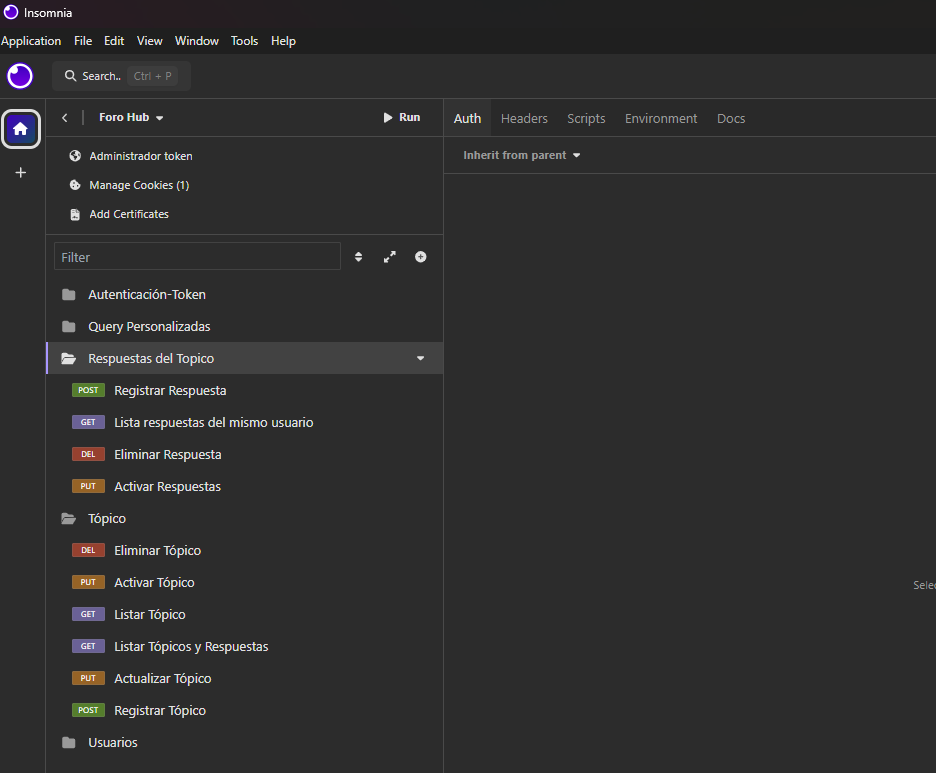 Insomnia
Application File Edit View Window Tools Help
Search.. Ctrl + P
Foro Hub Run
Auth Headers Scripts Environment Docs
Inherit from parent
Administrador token
Manage Cookies (1)
Add Certificates
Filter
Autenticación-Token
Query Personalizadas
Respuestas del Topico
POST Registrar Respuesta
GET Lista respuestas del mismo usuario
DEL Eliminar Respuesta
PUT Activar Respuestas
Tópico
DEL Eliminar Tópico
PUT Activar Tópico
GET Listar Tópico
GET Listar Tópicos y Respuestas
PUT Actualizar Tópico
POST Registrar Tópico
Usuarios